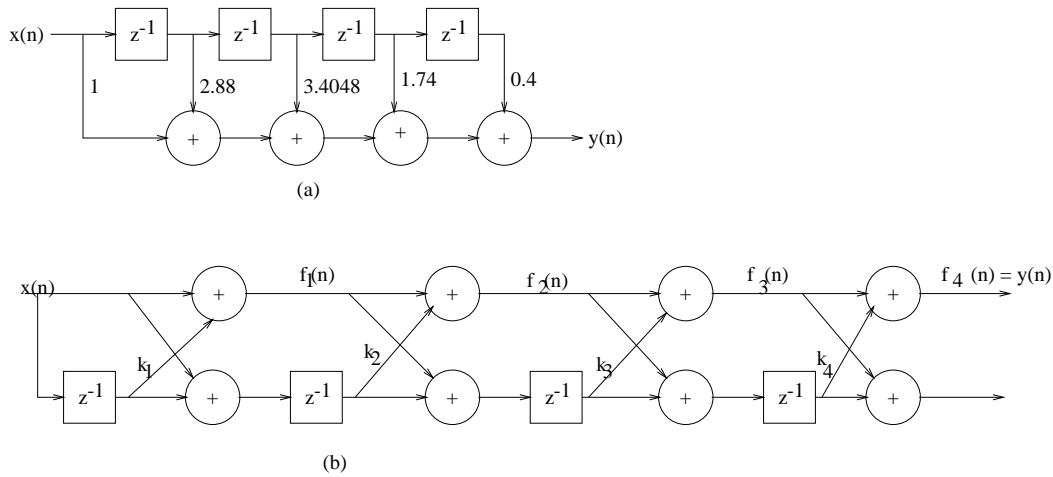 x(n) z-1 z-1 z-1 z-1
1 2.88 3.4048 1.74 0.4
+ + + + y(n)
(a)
x(n) + f1(n) + f2(n) + f3(n) + f4 (n) = y(n)
k1 k2 k3 k4
z-1 + z-1 + z-1 + z-1 +
(b)